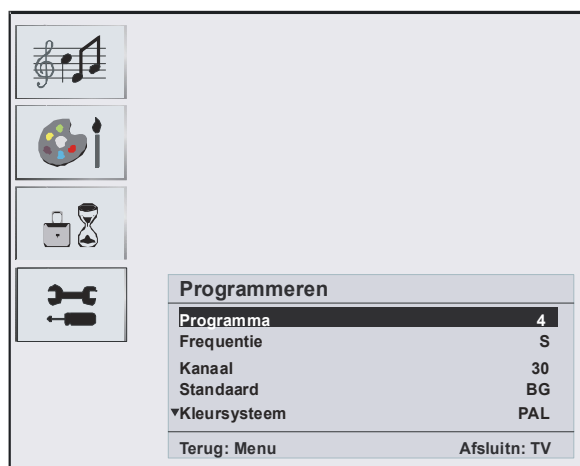 Programmeren
Programma 4
Frequentie S
Kanaal 30
Standaard BG
▼Kleursysteem PAL
Terug: Menu Afsluitn: TV